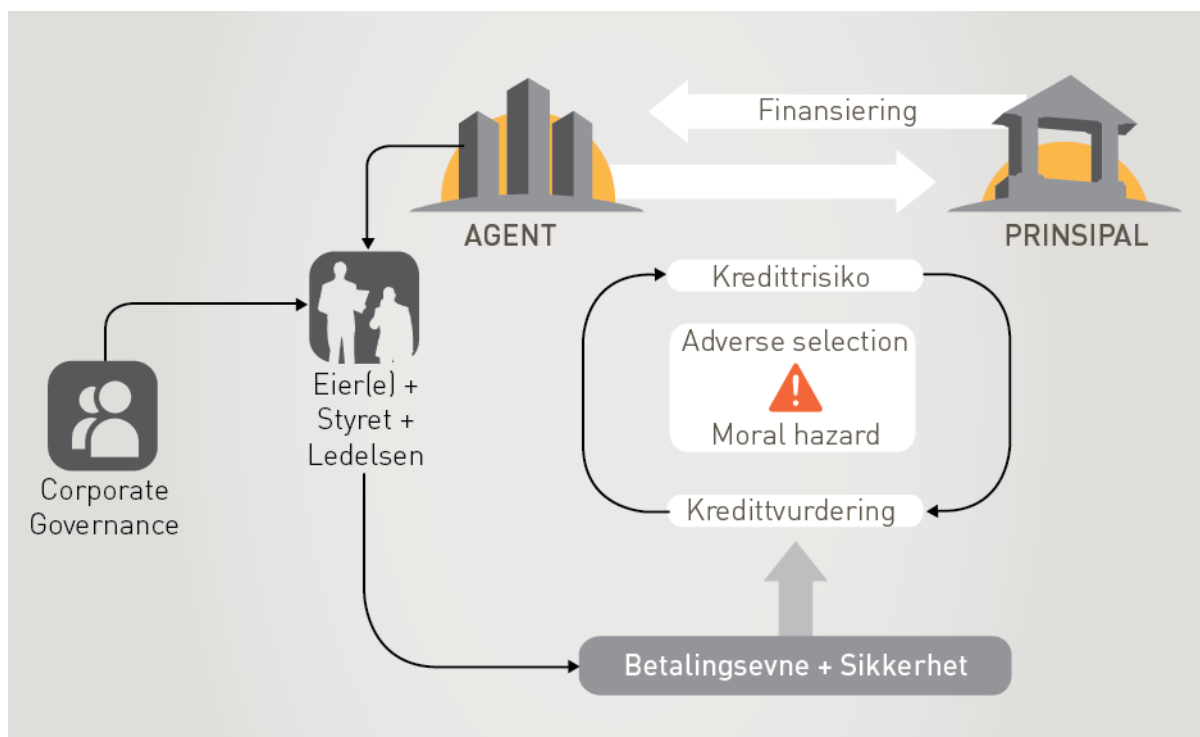 Finansiering
AGENT
PRINSIPAL
Kredittrisiko
Adverse selection
Moral hazard
Eier(e) +
Styret +
Ledelsen
Corporate
Governance
Kredittvurdering
Betalingsevne + Sikkerhet